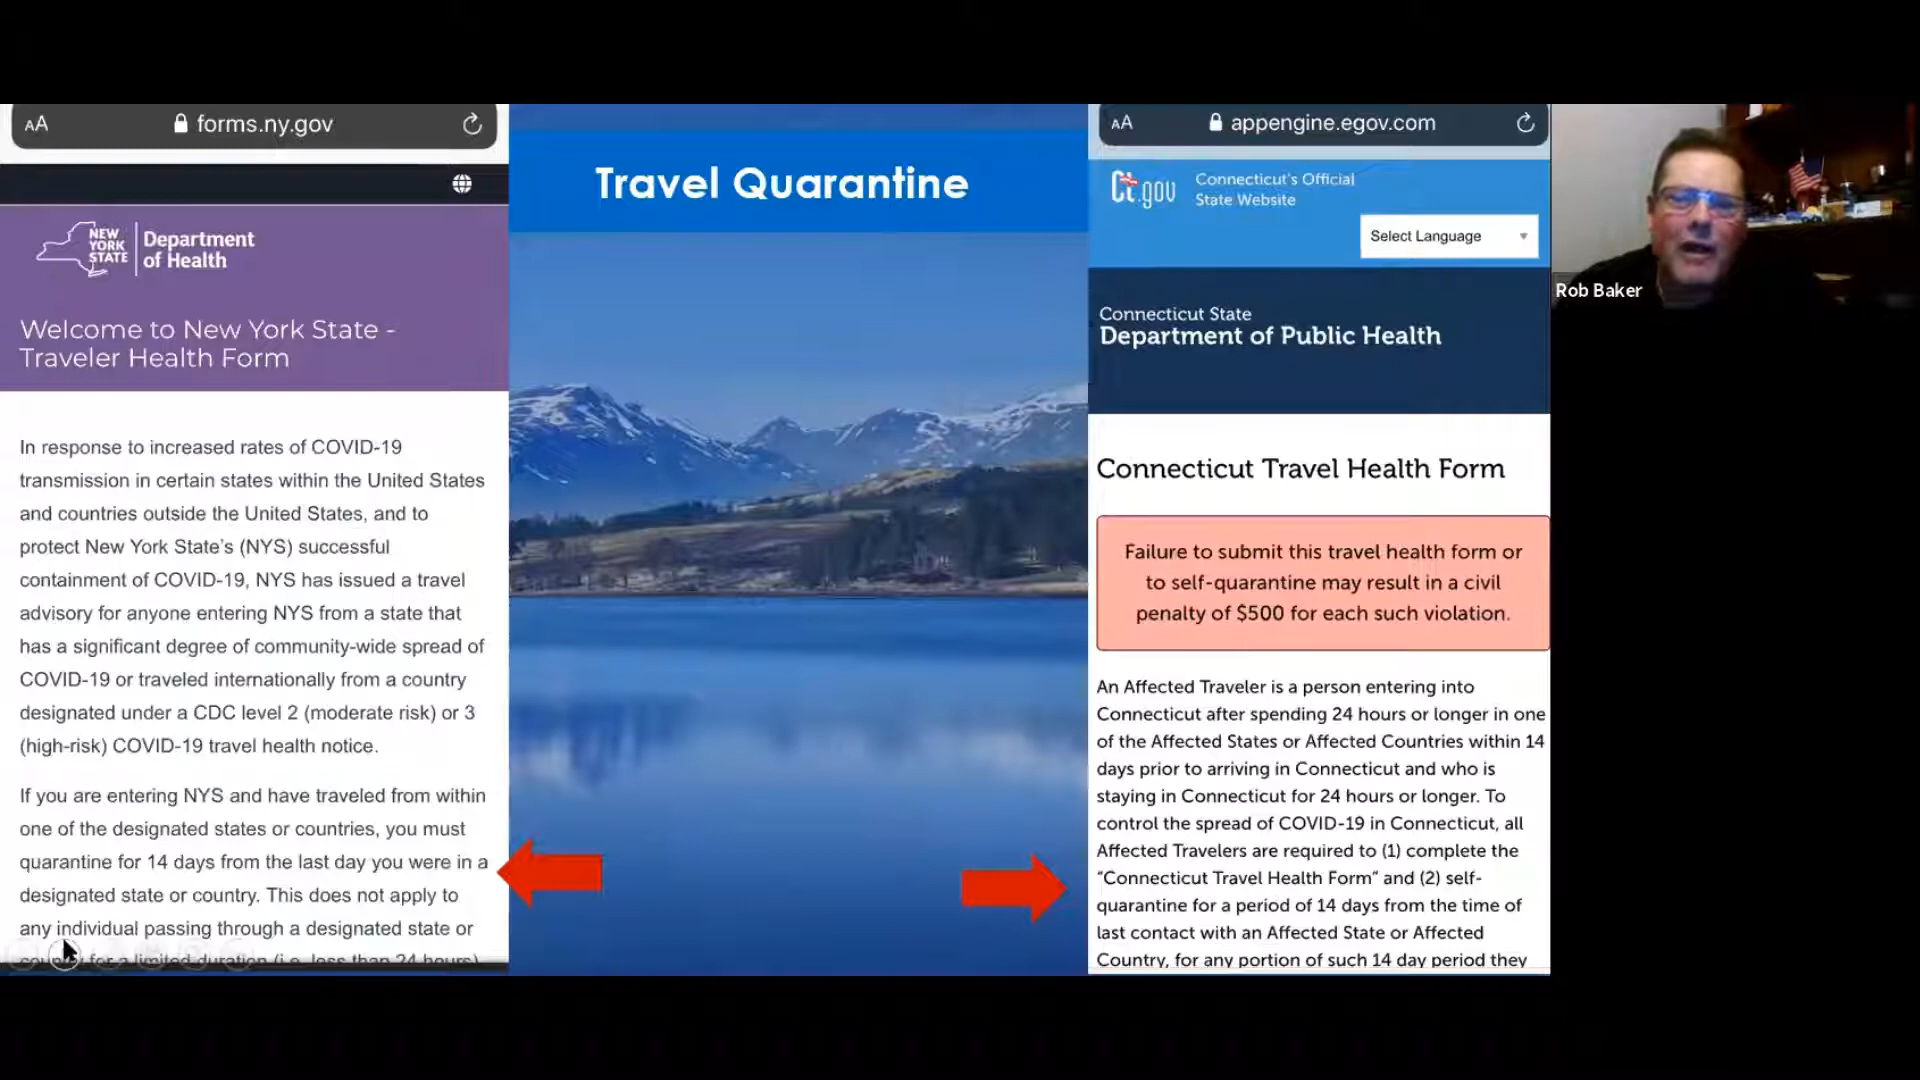 AA forms.ny.gov
NEW
YORK
STATE
Department
of Health
Welcome to New York State -
Traveler Health Form
In response to increased rates of COVID-19
transmission in certain states within the United States
and countries outside the United States, and to
protect New York State's (NYS) successful
containment of COVID-19, NYS has issued a travel
advisory for anyone entering NYS from a state that
has a significant degree of community-wide spread of
COVID-19 or traveled internationally from a country
designated under a CDC level 2 (moderate risk) or 3
(high-risk) COVID-19 travel health notice.
If you are entering NYS and have traveled from within
one of the designated states or countries, you must
quarantine for 14 days from the last day you were in a
designated state or country. This does not apply to
any individual passing through a designated state or
country for a limited duration (i.e. less than 24 hours)
Travel Quarantine
AA appengine.egov.com
Ct.gov
Connecticut's Official
State Website
Select Language
Connecticut State
Department of Public Health
Connecticut Travel Health Form
Failure to submit this travel health form or
to self-quarantine may result in a civil
penalty of $500 for each such violation.
An Affected Traveler is a person entering into
Connecticut after spending 24 hours or longer in one
of the Affected States or Affected Countries within 14
days prior to arriving in Connecticut and who is
staying in Connecticut for 24 hours or longer. To
control the spread of COVID-19 in Connecticut, all
Affected Travelers are required to (1) complete the
“Connecticut Travel Health Form” and (2) self-
quarantine for a period of 14 days from the time of
last contact with an Affected State or Affected
Country, for any portion of such 14 day period they
Rob Baker